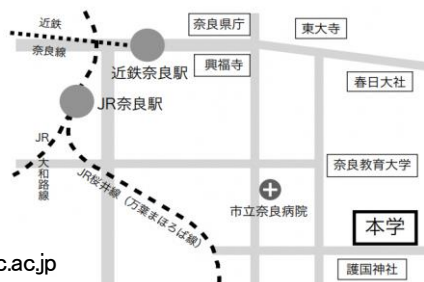 近鉄
奈良線
奈良県庁
東大寺
近鉄奈良駅
興福寺
春日大社
JR奈良駅
JR
大和路線
JR桜井線（万葉まほろば線）
奈良教育大学
市立奈良病院
本学
護国神社
c.ac.jp